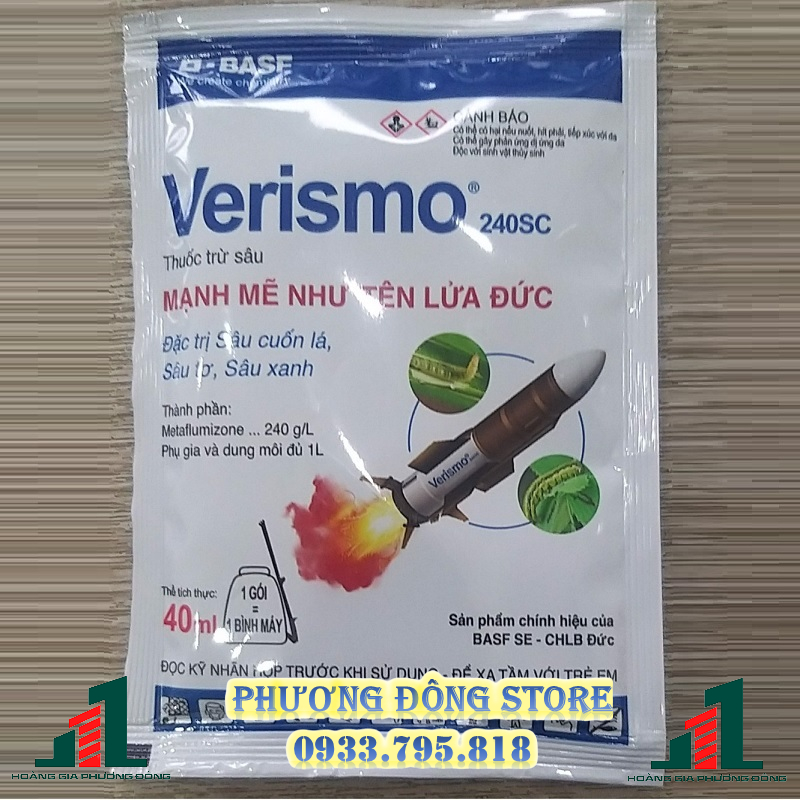 BASF
We create chemistry
CẢNH BÁO
Có thể có hại nếu nuốt, hít phải, tiếp xúc với da
Có thể gây phản ứng dị ứng da
Độc với sinh vật thủy sinh
Verismo® 240SC
Thuốc trừ sâu
MẠNH MẼ NHƯ TÊN LỬA ĐỨC
Đặc trị Sâu cuốn lá,
Sâu tơ, Sâu xanh
Thành phần:
Metaflumizone ... 240 g/L
Phụ gia và dung môi đủ 1L
Verismo®
Thể tích thực:
40ml
1 GÓI
=
1 BÌNH MÁY
Sản phẩm chính hiệu của
BASF SE - CHLB Đức
ĐỌC KỸ NHÃN HỘP TRƯỚC KHI SỬ DỤNG - ĐỂ XA TẦM VỚI TRẺ EM
PHƯƠNG ĐÔNG STORE
0933.795.818
HOÀNG GIA PHƯƠNG ĐÔNG
HOÀNG GIA PHƯƠNG ĐÔNG